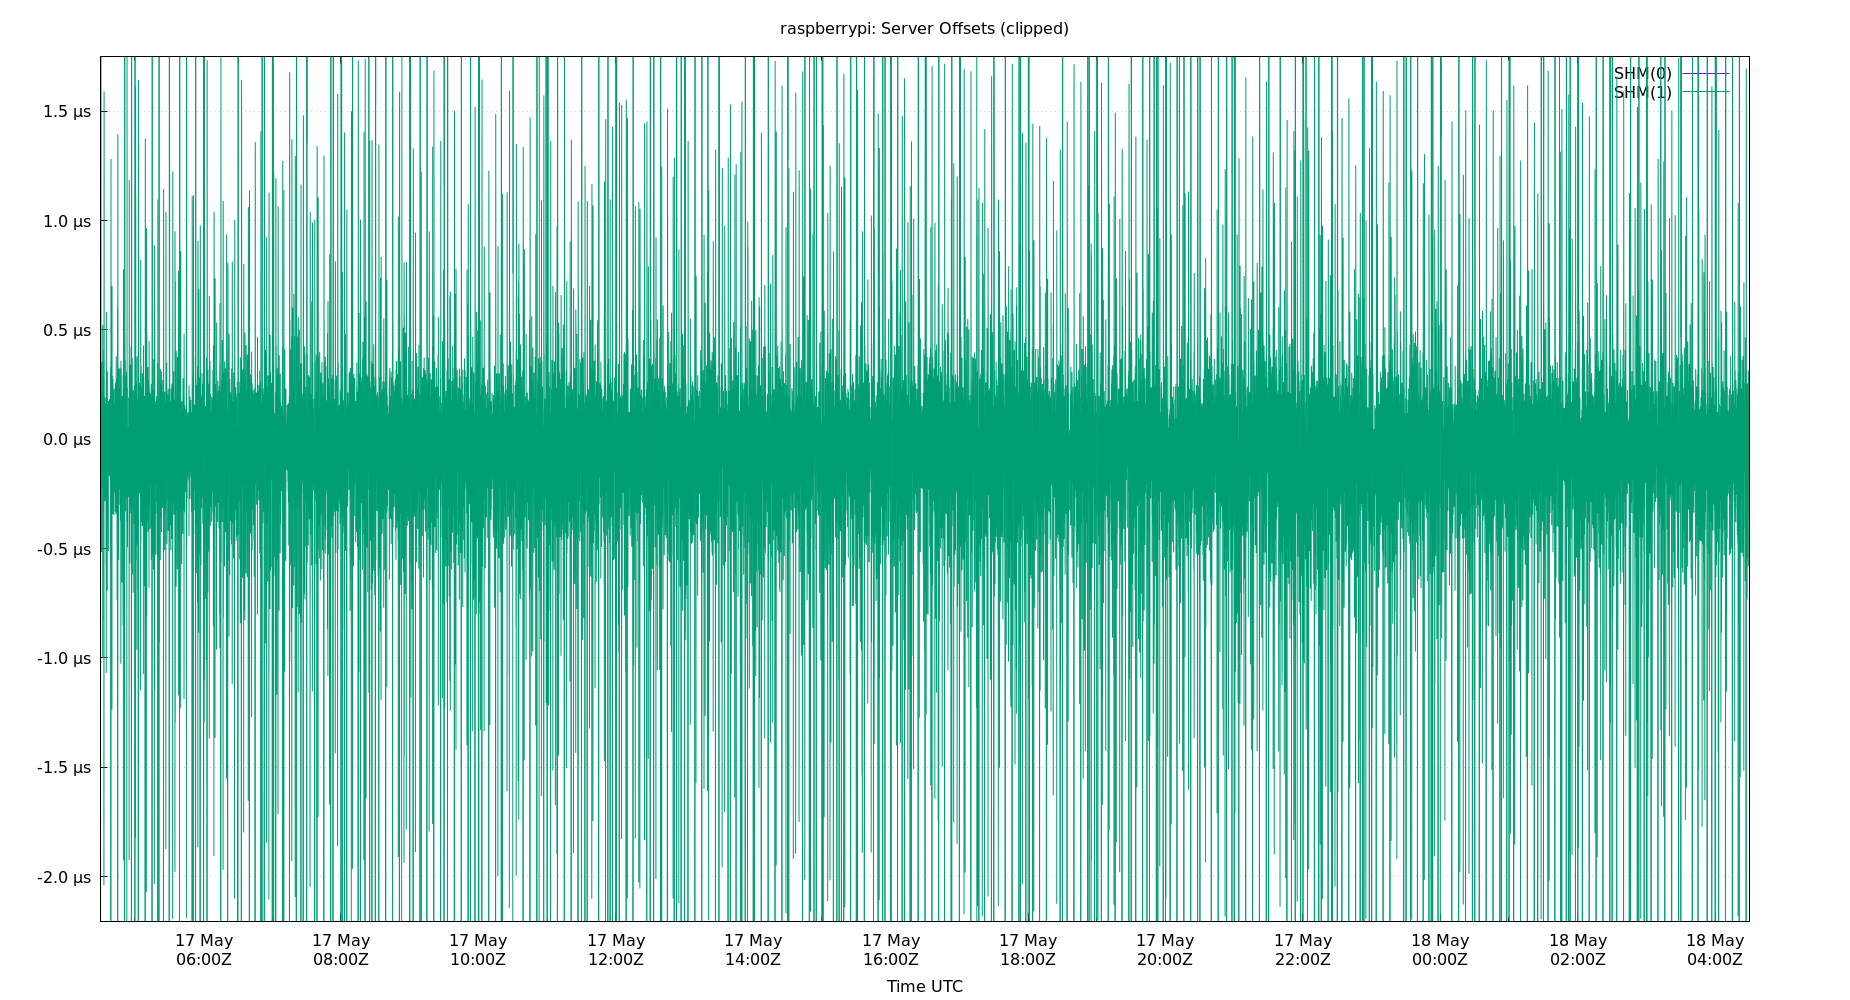 raspberrypi: Server Offsets (clipped)
SHM(0)
SHM(1)
1.5 µs
1.0 µs
0.5 µs
0.0 µs
-0.5 µs
-1.0 µs
-1.5 µs
-2.0 µs
17 May 17 May 17 May 17 May 17 May 17 May 17 May 17 May 17 May 18 May 18 May 18 May
06:00Z 08:00Z 10:00Z 12:00Z 14:00Z 16:00Z 18:00Z 20:00Z 22:00Z 00:00Z 02:00Z 04:00Z
Time UTC